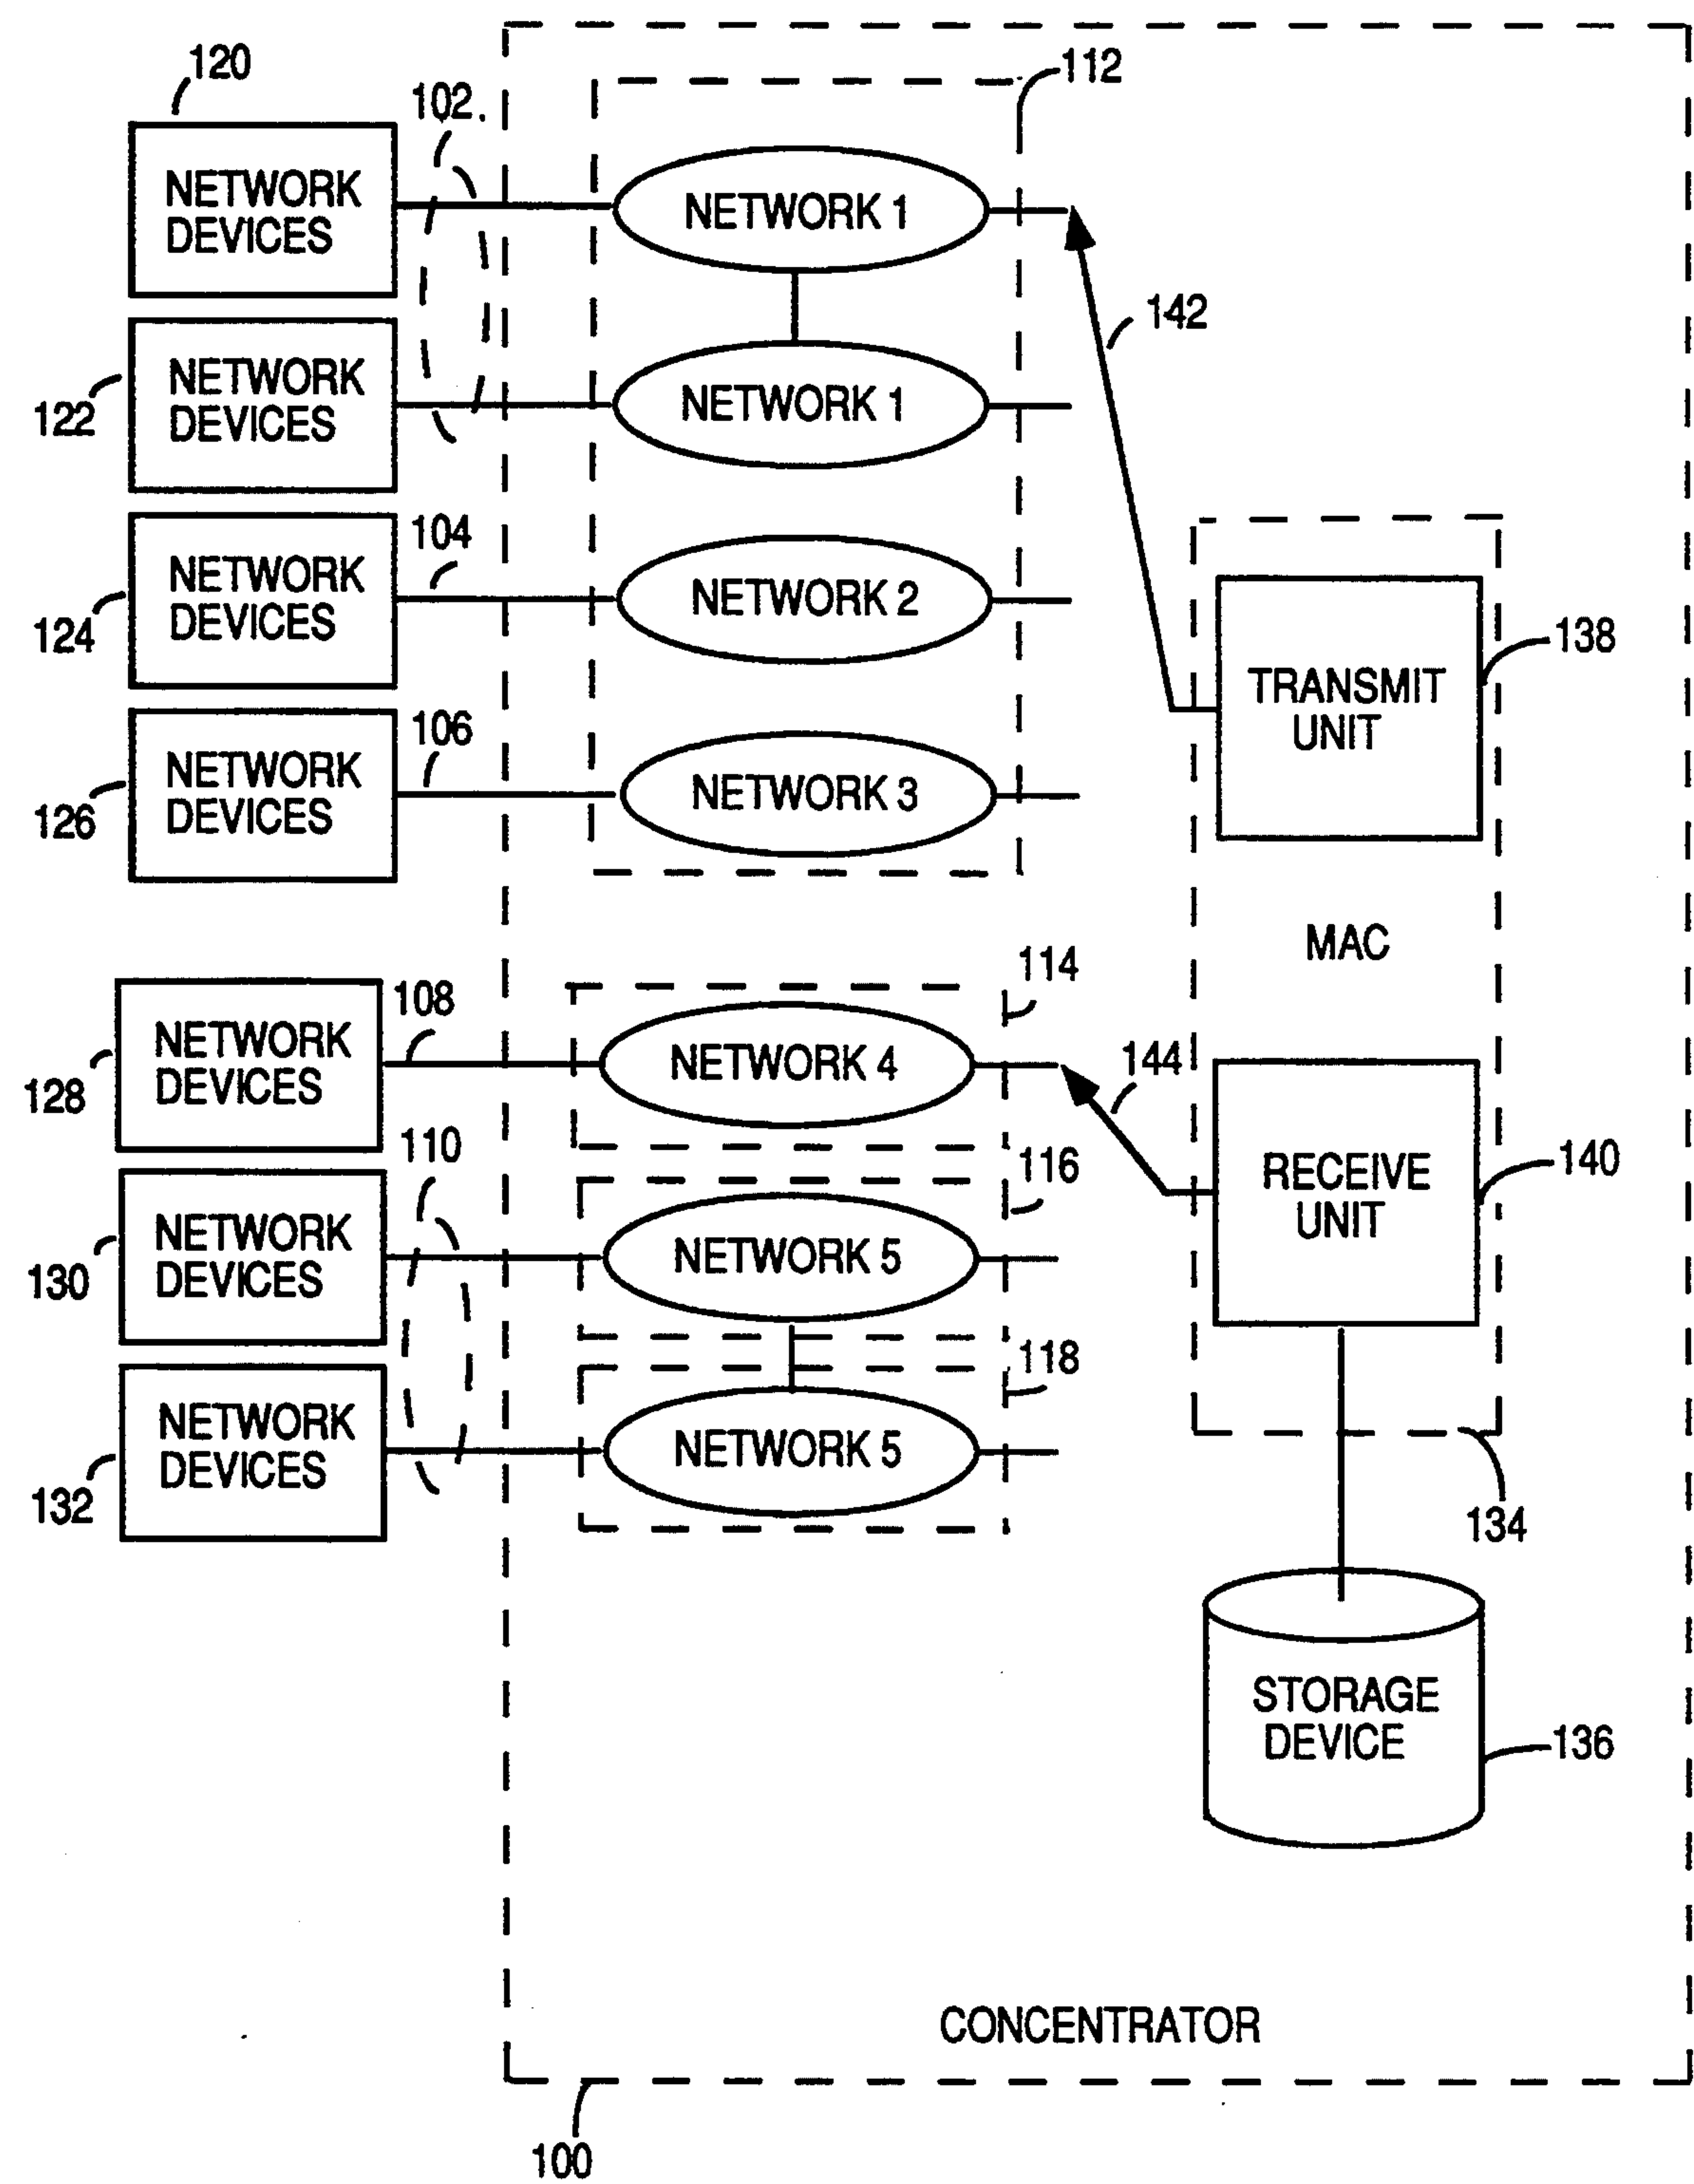 120
102.
112
NETWORK
DEVICES
NETWORK 1
142
122
NETWORK
DEVICES
NETWORK 1
104
124
NETWORK
DEVICES
NETWORK 2
138
TRANSMIT
UNIT
106
126
NETWORK
DEVICES
NETWORK 3
MAC
114
108
128
NETWORK
DEVICES
NETWORK 4
144
110
116
140
RECEIVE
UNIT
130
NETWORK
DEVICES
NETWORK 5
118
132
NETWORK
DEVICES
NETWORK 5
134
STORAGE
DEVICE
136
CONCENTRATOR
100